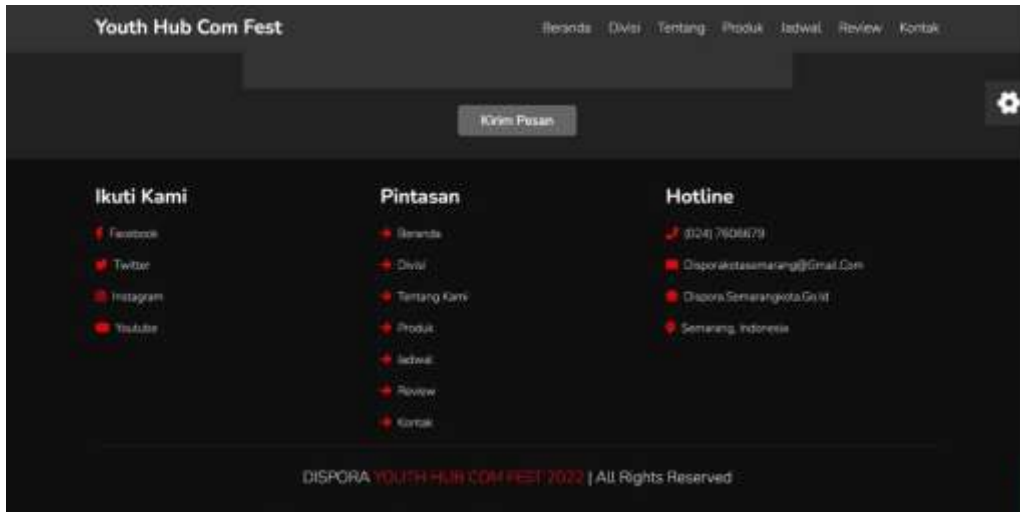 Youth Hub Com Fest
Beranda Divisi Tentang Produk Jadwal Review Kontak
Kirim Pesan
Ikuti Kami
Facebook
Twitter
Instagram
Youtube
Pintasan
Beranda
Divisi
Tentang Kami
Produk
Jadwal
Review
Kontak
Hotline
(024) 7606679
Disporakotasemarang@Gmail.Com
Dispora.Semarangkota.Go.Id
Semarang, Indonesia
DISPORA YOUTH HUB COM FEST 2022 | All Rights Reserved